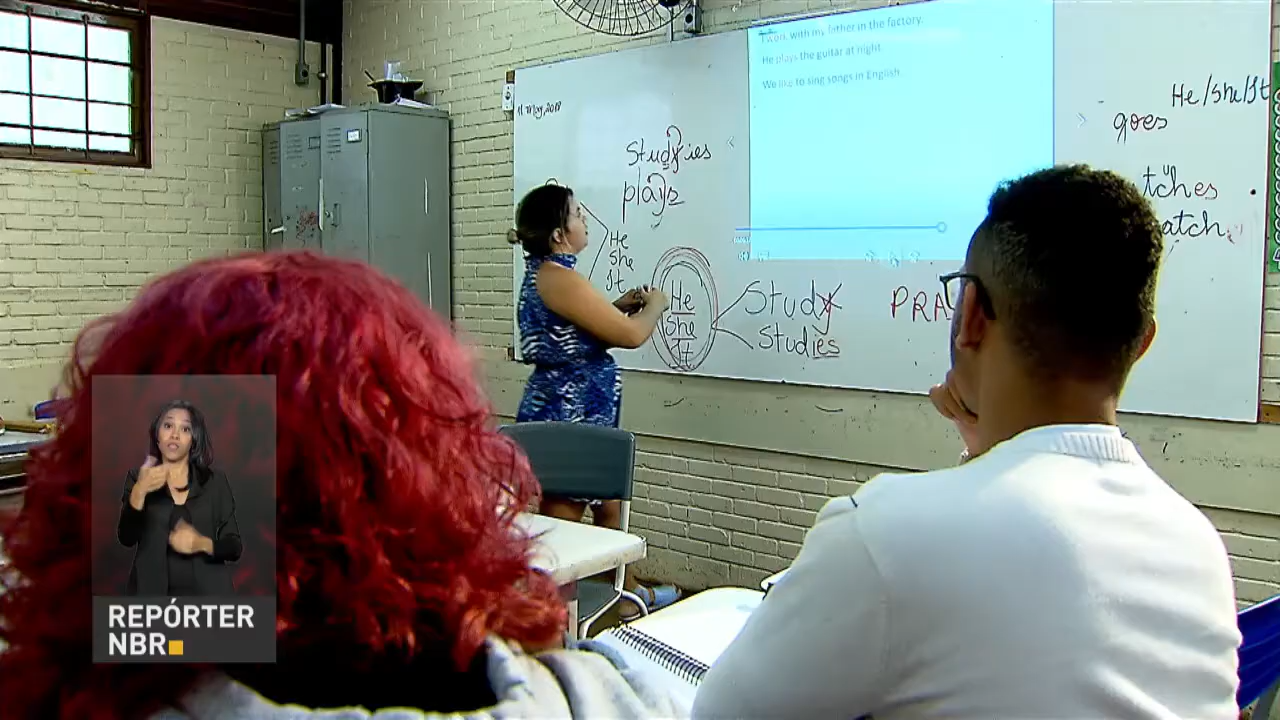 I work with my father in the factory.
He plays the guitar at night.
We like to sing songs in English.
He/She/It
goes
tches
atch
11 May, 2018
Studyies
plays
He
She
It
He
She
It
Study
Studies
PRA
REPÓRTER
NBR